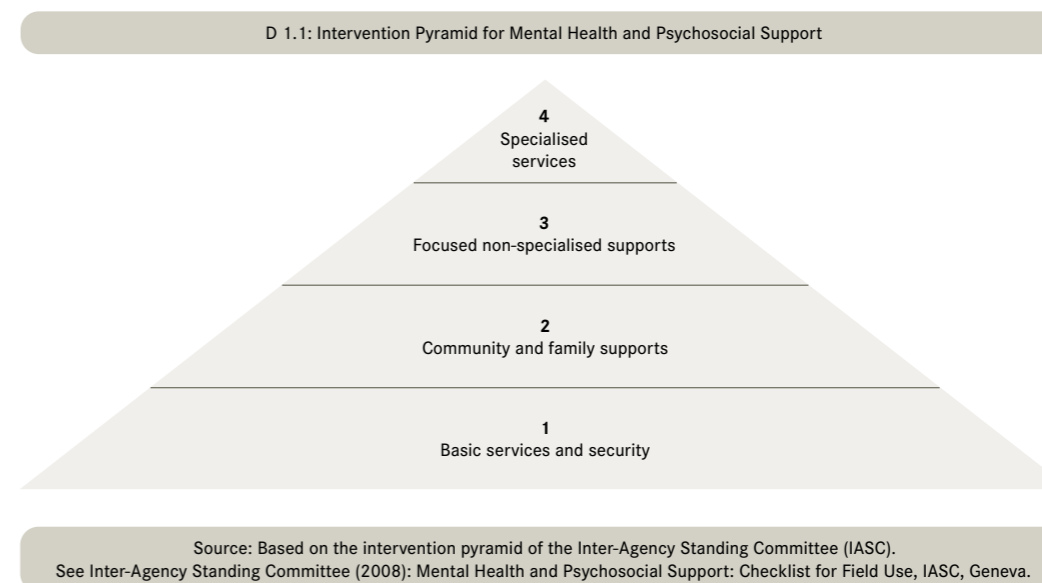 D 1.1: Intervention Pyramid for Mental Health and Psychosocial Support
4
Specialised
services
3
Focused non-specialised supports
2
Community and family supports
1
Basic services and security
Source: Based on the intervention pyramid of the Inter-Agency Standing Committee (IASC).
See Inter-Agency Standing Committee (2008): Mental Health and Psychosocial Support: Checklist for Field Use, IASC, Geneva.